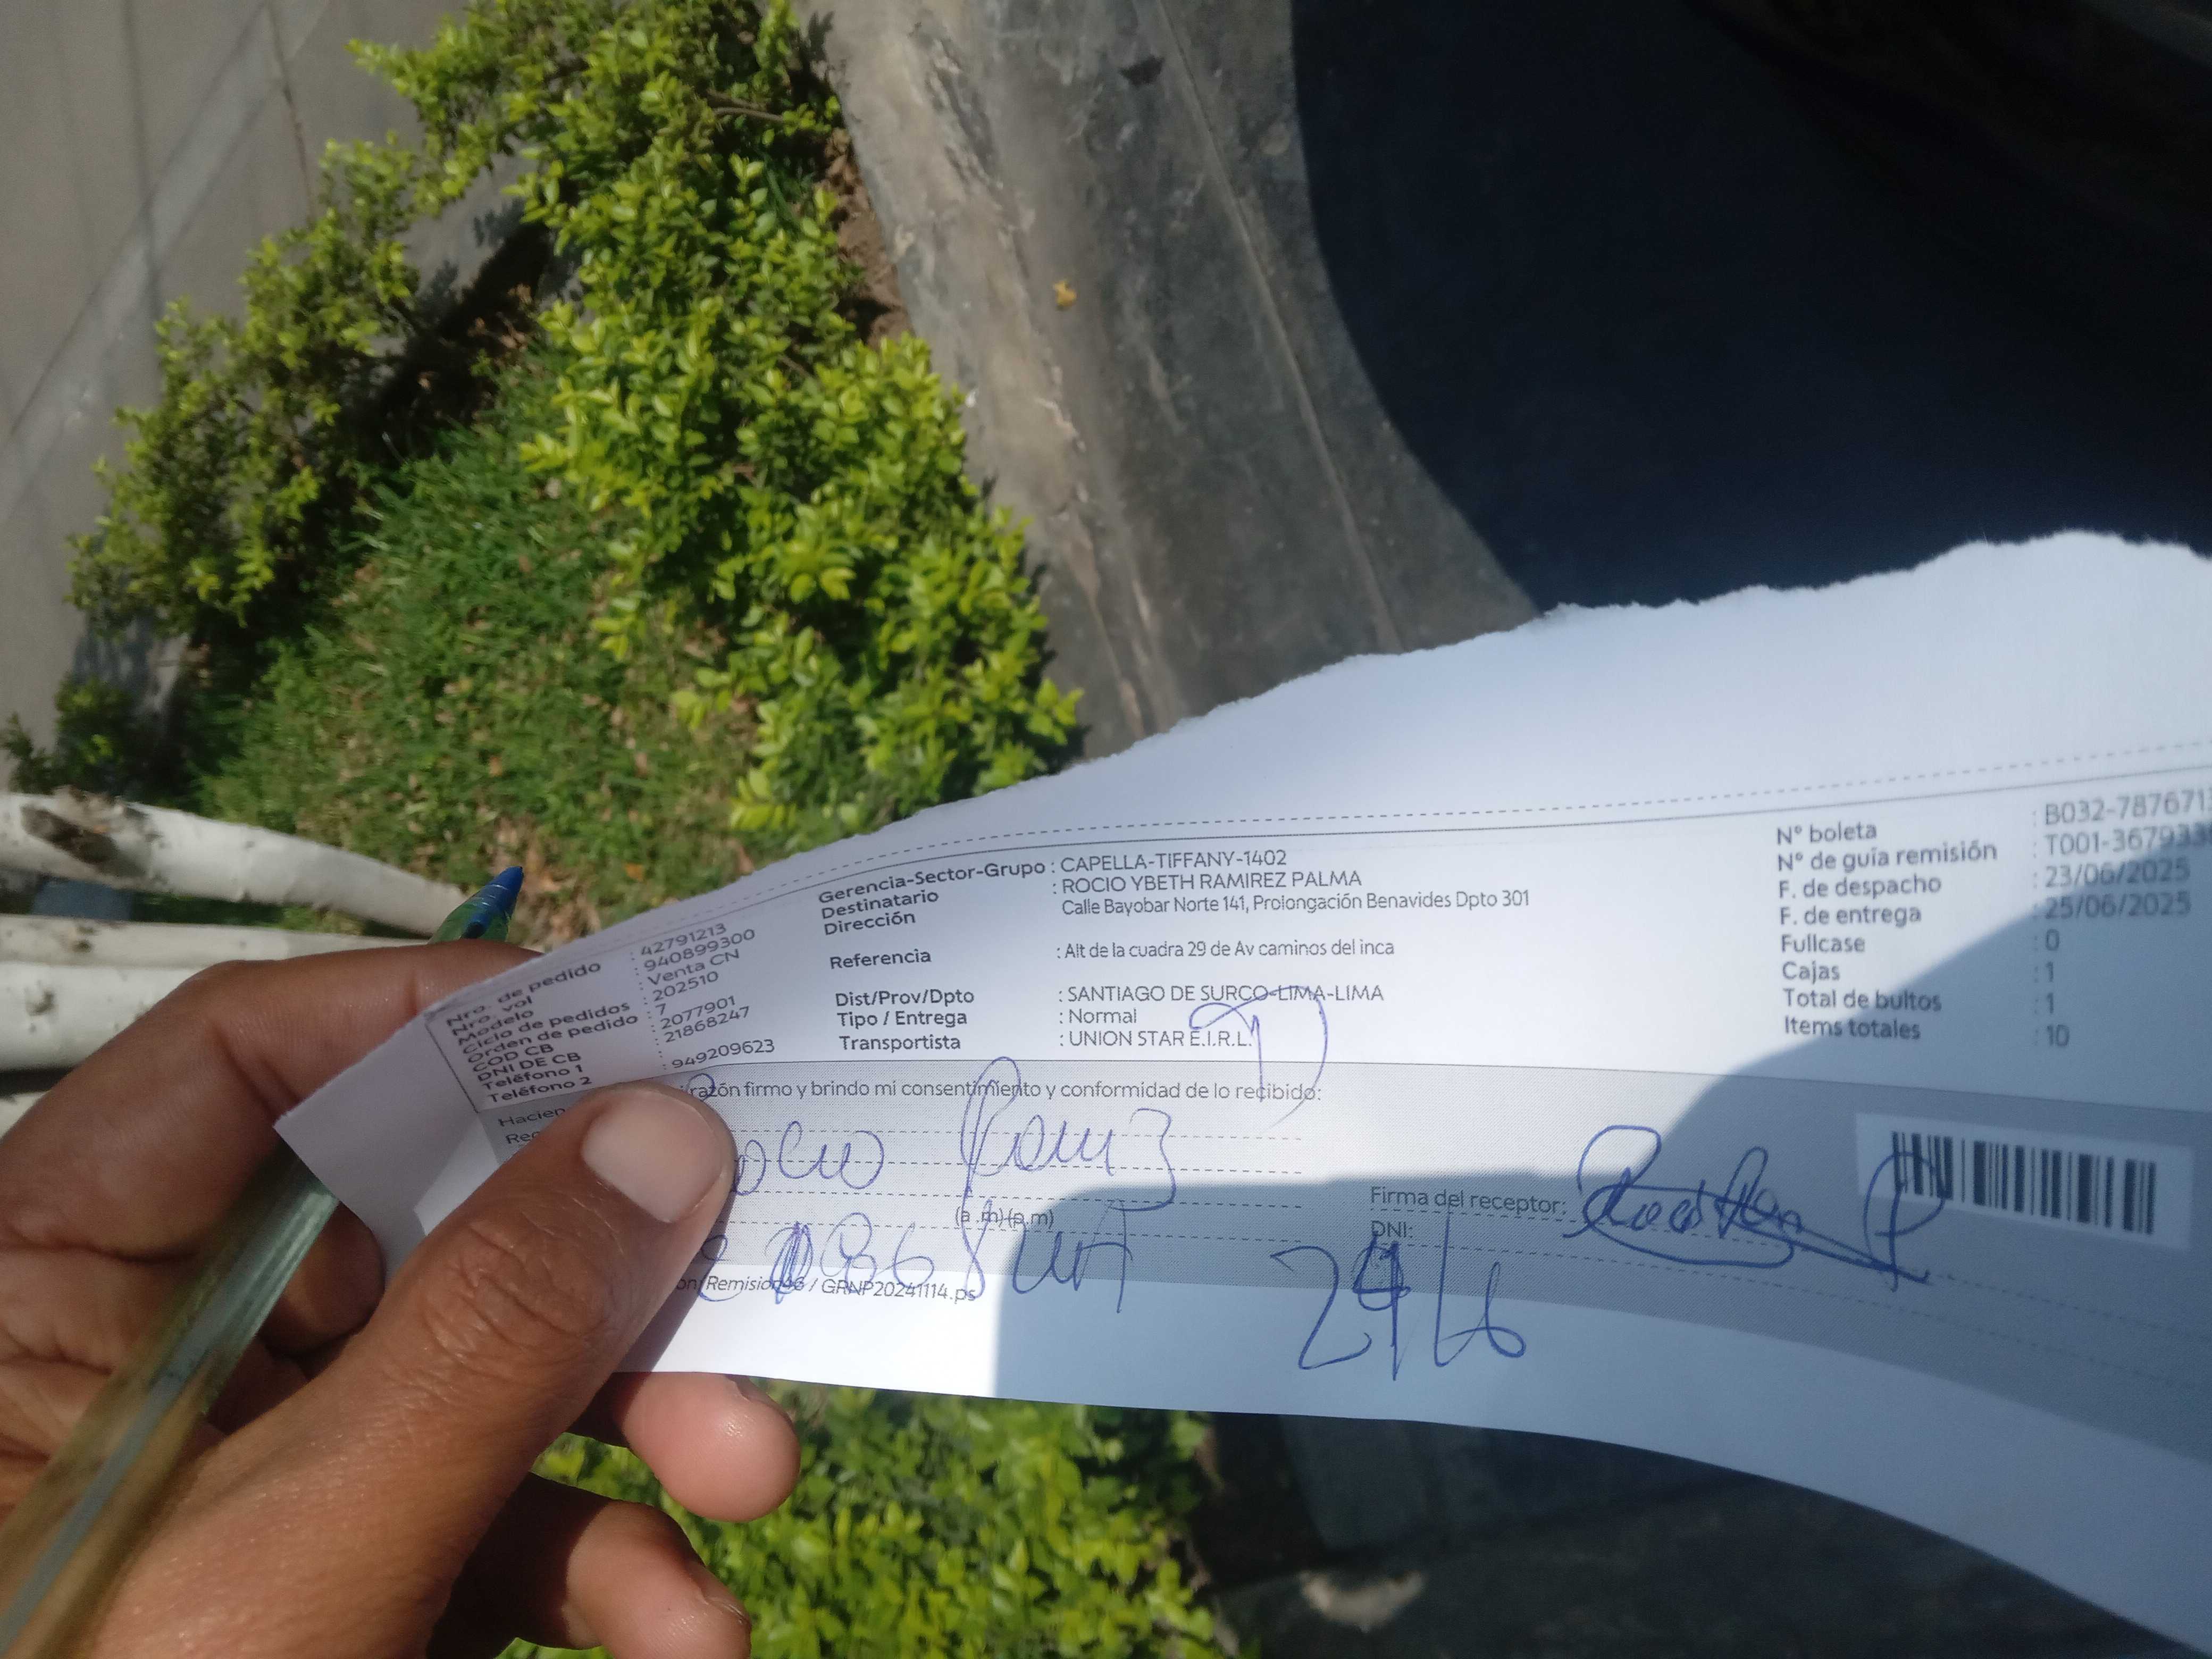 Nro. de pedido : 42791213
Nro. vol : 940899300
Modelo : Venta CN
Ciclo de pedidos : 202510
Orden de pedido : 7
COD CB : 2077901
DNI DE CB : 21868247
Teléfono 1
Teléfono 2 : 949209623
Gerencia-Sector-Grupo : CAPELLA-TIFFANY-1402
Destinatario : ROCIO YBETH RAMIREZ PALMA
Dirección Calle Bayobar Norte 141, Prolongación Benavides Dpto 301
Referencia : Alt de la cuadra 29 de Av caminos del inca
Dist/Prov/Dpto : SANTIAGO DE SURCO-LIMA-LIMA
Tipo / Entrega : Normal
Transportista : UNION STAR E.I.R.L.
N° boleta : B032-787671
N° de guía remisión : T001-367933
F. de despacho : 23/06/2025
F. de entrega : 25/06/2025
Fullcase : 0
Cajas : 1
Total de bultos : 1
Items totales : 10
Hacien razón firmo y brindo mi consentimiento y conformidad de lo recibido:
Rec
(a .m)(p.m)
Firma del receptor:
DNI:
24/6
on/Remision46 / GRNP20241114.ps